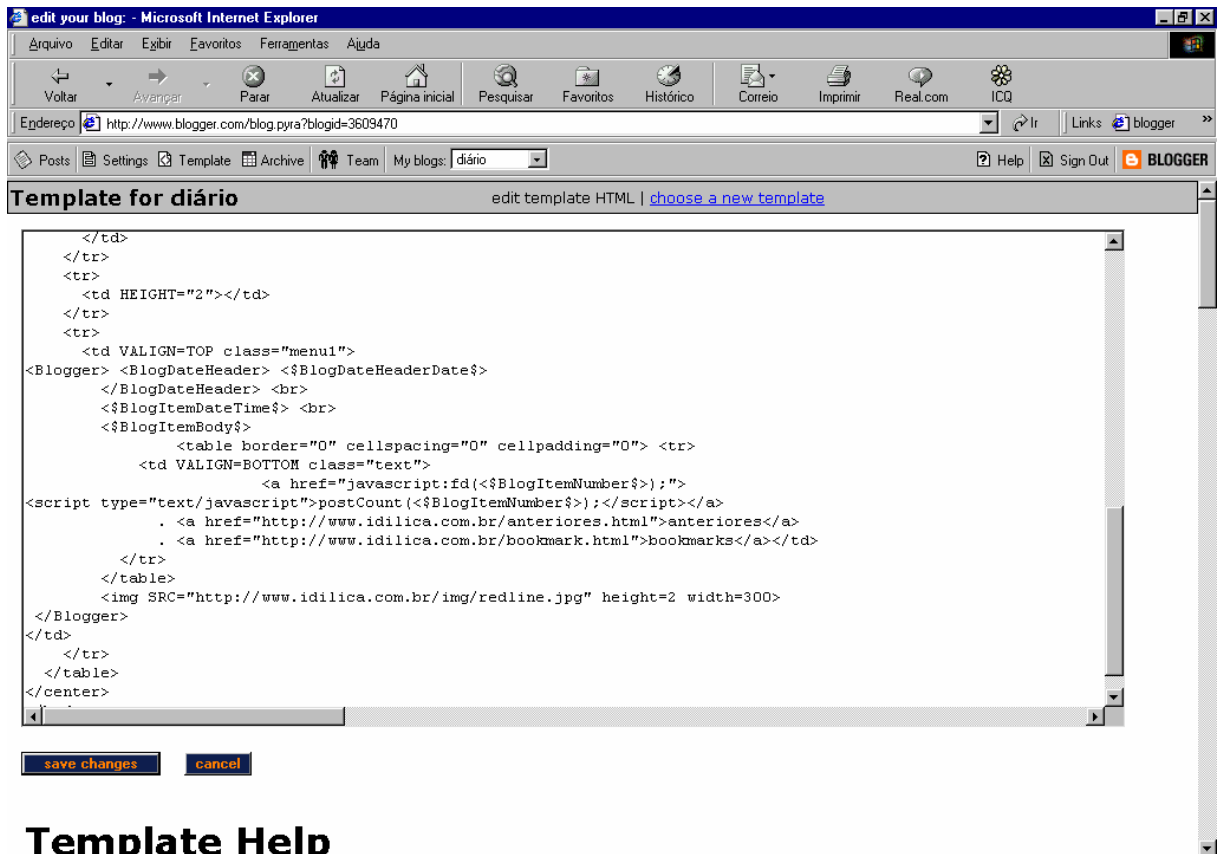 edit your blog: - Microsoft Internet Explorer
Arquivo Editar Exibir Favoritos Ferramentas Ajuda
Voltar Avançar Parar Atualizar Página inicial Pesquisar Favoritos Histórico Correio Imprimir Real.com ICQ
Endereço http://www.blogger.com/blog.pyra?blogid=3609470 Ir Links blogger »
Posts Settings Template Archive Team My blogs: diário Help Sign Out BLOGGER
Template for diário edit template HTML | choose a new template
</td>
</tr>
<tr>
<td HEIGHT="2"></td>
</tr>
<tr>
<td VALIGN=TOP class="menu1">
<Blogger> <BlogDateHeader> <$BlogDateHeaderDate$>
</BlogDateHeader> <br>
<$BlogItemDateTime$> <br>
<$BlogItemBody$>
<table border="0" cellspacing="0" cellpadding="0"> <tr>
<td VALIGN=BOTTOM class="text">
<a href="javascript:fd(<$BlogItemNumber$>);">
<script type="text/javascript">postCount(<$BlogItemNumber$>);</script></a>
. <a href="http://www.idilica.com.br/anteriores.html">anteriores</a>
. <a href="http://www.idilica.com.br/bookmark.html">bookmarks</a></td>
</tr>
</table>
<img SRC="http://www.idilica.com.br/img/redline.jpg" height=2 width=300>
</Blogger>
</td>
</tr>
</table>
</center>
save changes cancel
Template Help